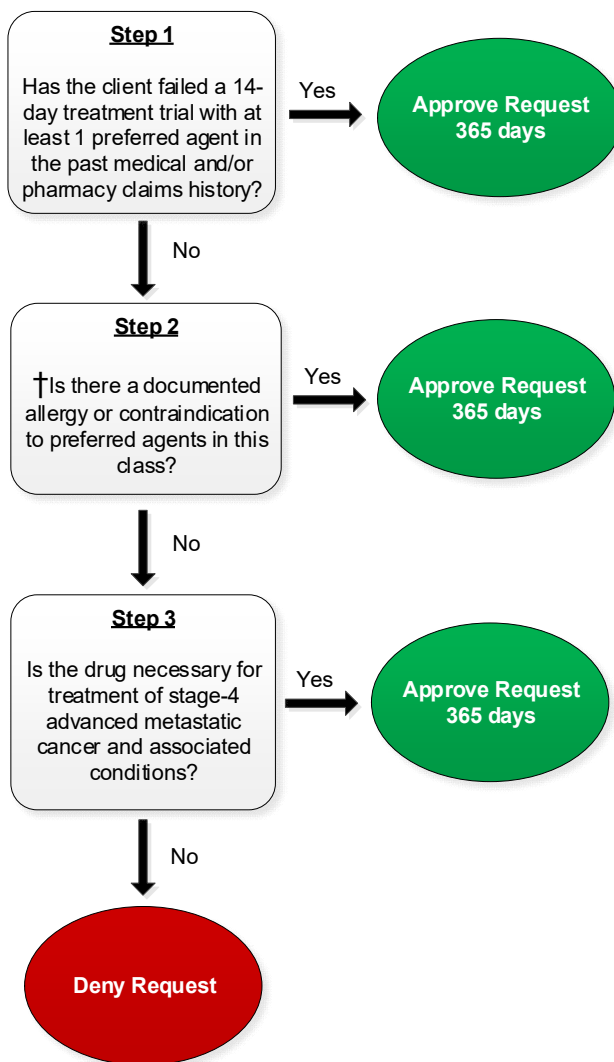 Step 1
Has the client failed a 14-
day treatment trial with at
least 1 preferred agent in
the past medical and/or
pharmacy claims history?
Yes
Approve Request
365 days
No
Step 2
†Is there a documented
allergy or contraindication
to preferred agents in this
class?
Yes
Approve Request
365 days
No
Step 3
Is the drug necessary for
treatment of stage-4
advanced metastatic
cancer and associated
conditions?
Yes
Approve Request
365 days
No
Deny Request